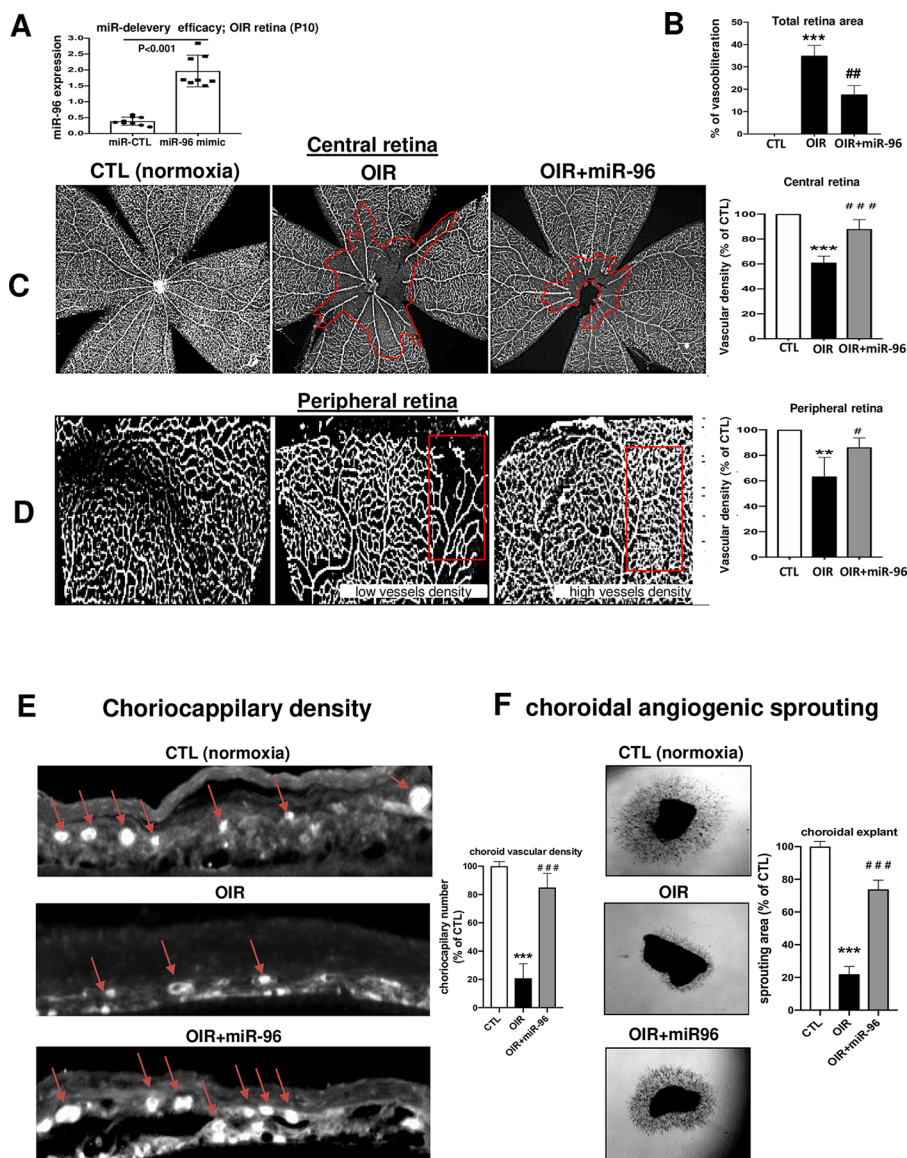 A
miR-delevery efficacy; OIR retina (P10)
P<0.001
miR-96 expression
3.0
2.5
2.0
1.5
1.0
0.5
0.0
miR-CTL
miR-96 mimic
B
Total retina area
% of vasoobliteration
50
40
30
20
10
0
***
##
CTL
OIR
OIR+miR-96
Central retina
CTL (normoxia)
OIR
OIR+miR-96
C
Central retina
Vascular density (% of CTL)
100
80
60
40
20
0
***
# # #
CTL
OIR
OIR+miR-96
Peripheral retina
D
low vessels density
high vessels density
Peripheral retina
Vascular density (% of CTL)
100
80
60
40
20
0
**
#
CTL
OIR
OIR+miR-96
E
Choriocappilary density
CTL (normoxia)
OIR
OIR+miR-96
choroid vascular density
choriocapilary number
(% of CTL)
100
80
60
40
20
0
***
# # #
CTL
OIR
OIR+miR-96
F
choroidal angiogenic sprouting
CTL (normoxia)
OIR
OIR+miR96
choroidal explant
sprouting area (% of CTL)
100
80
60
40
20
0
***
# # #
CTL
OIR
OIR+miR-96